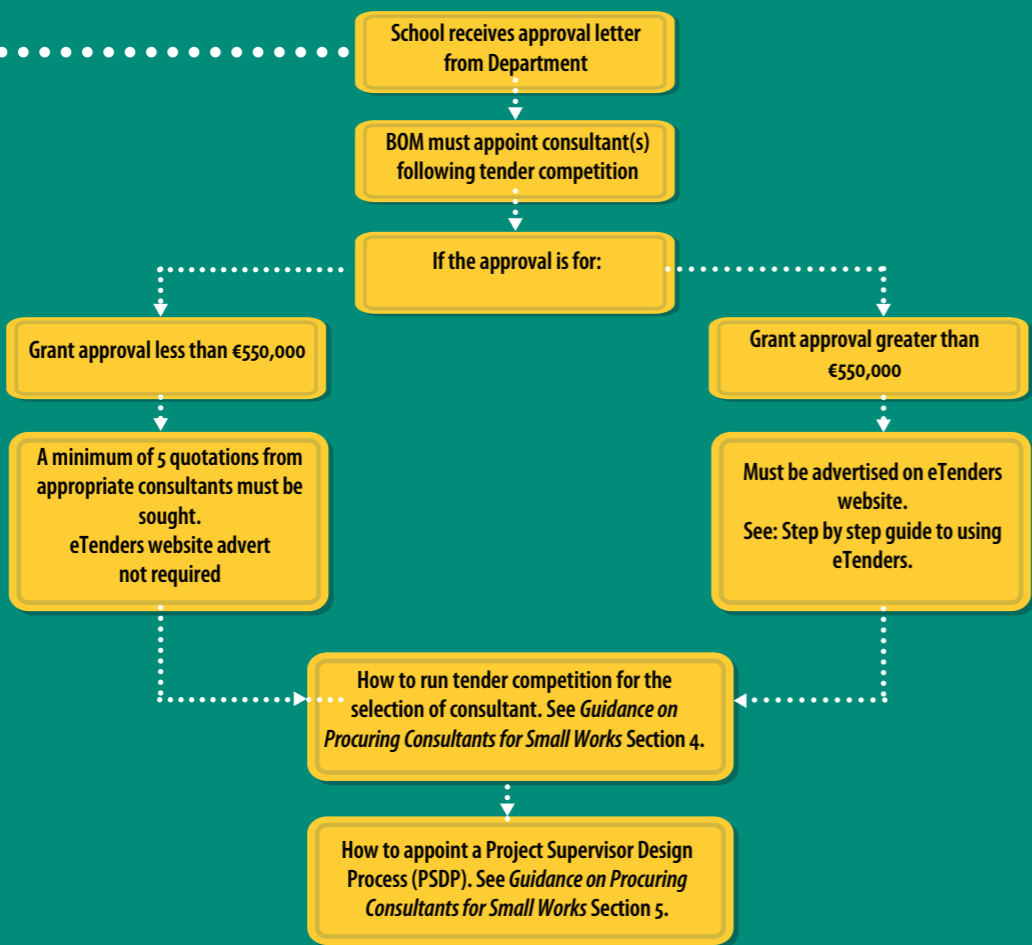 School receives approval letter
from Department
BOM must appoint consultant(s)
following tender competition
If the approval is for:
Grant approval less than €550,000
Grant approval greater than
€550,000
A minimum of 5 quotations from
appropriate consultants must be
sought.
eTenders website advert
not required
Must be advertised on eTenders
website.
See: Step by step guide to using
eTenders.
How to run tender competition for the
selection of consultant. See Guidance on
Procuring Consultants for Small Works Section 4.
How to appoint a Project Supervisor Design
Process (PSDP). See Guidance on Procuring
Consultants for Small Works Section 5.